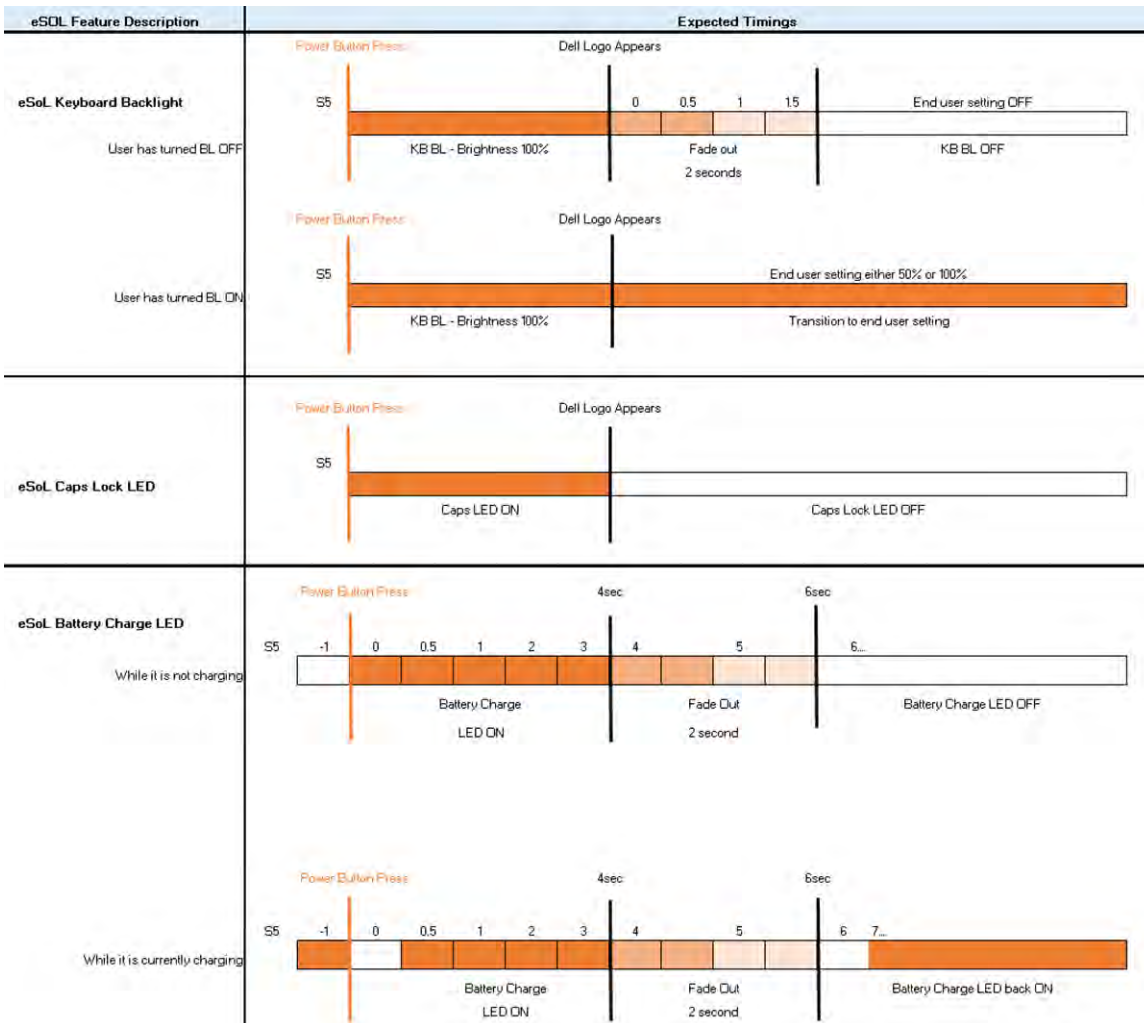 eSOL Feature Description Expected Timings
Power Button Press Dell Logo Appears
eSoL Keyboard Backlight S5 0 0.5 1 1.5 End user setting OFF
User has turned BL OFF KB BL - Brightness 100% Fade out KB BL OFF
2 seconds
Power Button Press Dell Logo Appears
S5 End user setting either 50% or 100%
User has turned BL ON KB BL - Brightness 100% Transition to end user setting
Power Button Press Dell Logo Appears
S5
eSoL Caps Lock LED
Caps LED ON Caps Lock LED OFF
Power Button Press 4sec 6sec
eSoL Battery Charge LED
S5 -1 0 0.5 1 2 3 4 5 6...
While it is not charging
Battery Charge Fade Out Battery Charge LED OFF
LED ON 2 second
Power Button Press 4sec 6sec
S5 -1 0 0.5 1 2 3 4 5 6 7...
While it is currently charging
Battery Charge Fade Out Battery Charge LED back ON
LED ON 2 second